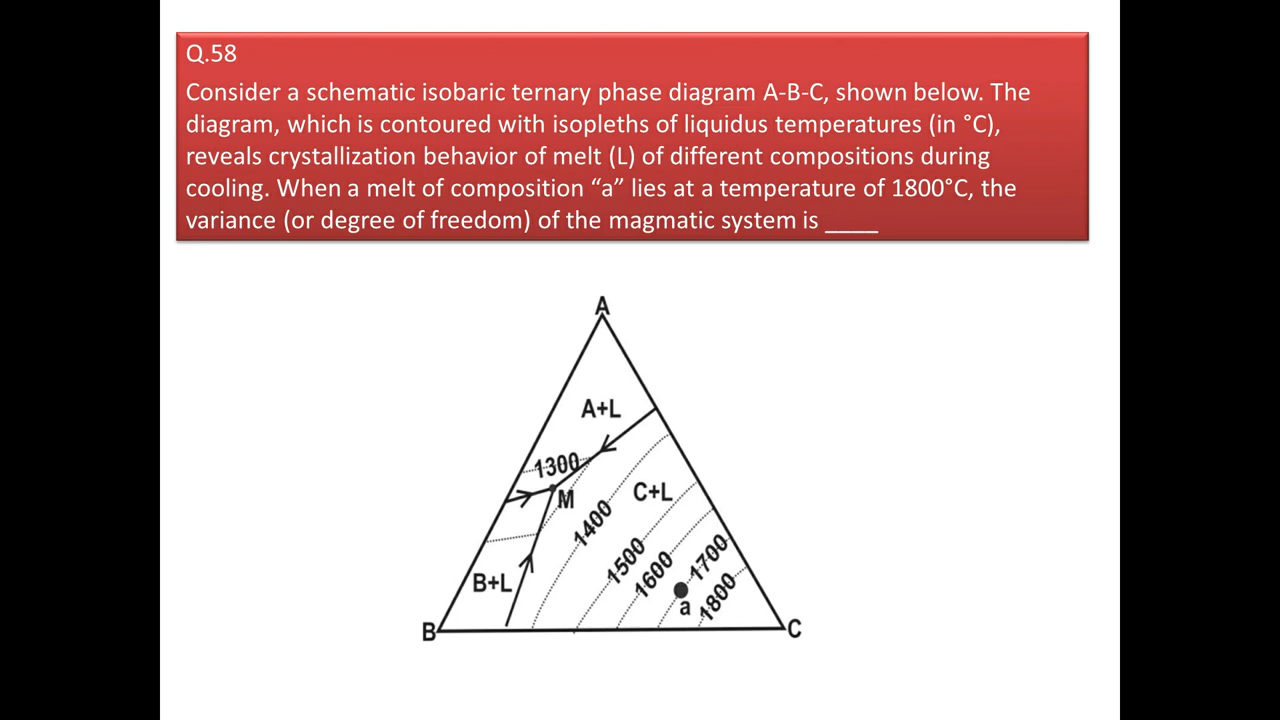 Q.58
Consider a schematic isobaric ternary phase diagram A-B-C, shown below. The
diagram, which is contoured with isopleths of liquidus temperatures (in °C),
reveals crystallization behavior of melt (L) of different compositions during
cooling. When a melt of composition “a” lies at a temperature of 1800°C, the
variance (or degree of freedom) of the magmatic system is ____
A
A+L
1300
M
C+L
1400
1500
1600
1700
1800
a
B+L
B
C